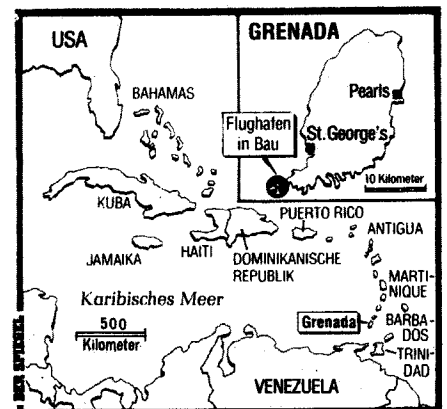 USA
BAHAMAS
KUBA
JAMAIKA
HAITI
DOMINIKANISCHE
REPUBLIK
PUERTO RICO
ANTIGUA
MARTI-
NIQUE
BARBA-
DOS
TRINI-
DAD
Grenada
Karibisches Meer
500
Kilometer
VENEZUELA
GRENADA
Pearls
St. George's
Flughafen
in Bau
10 Kilometer
DER SPIEGEL